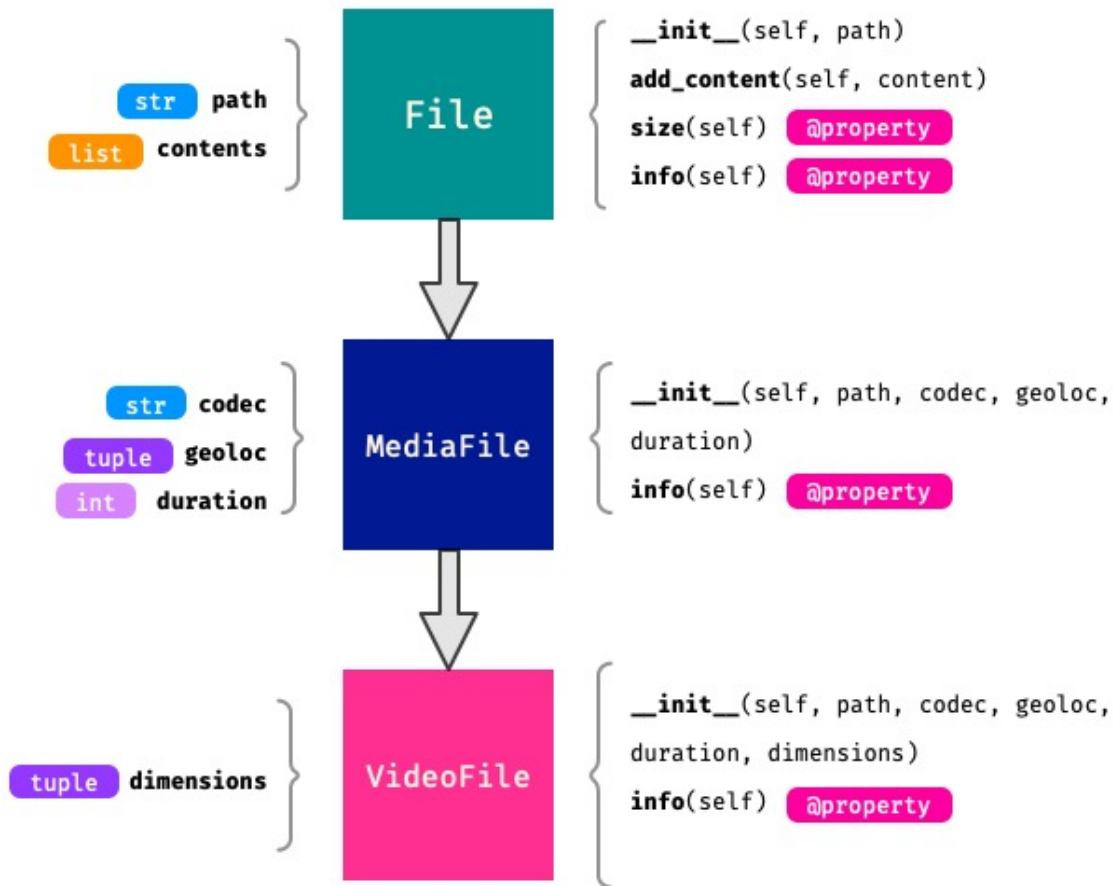 str path
list contents
File
__init__(self, path)
add_content(self, content)
size(self) @property
info(self) @property
str codec
tuple geoloc
int duration
MediaFile
__init__(self, path, codec, geoloc,
duration)
info(self) @property
tuple dimensions
VideoFile
__init__(self, path, codec, geoloc,
duration, dimensions)
info(self) @property